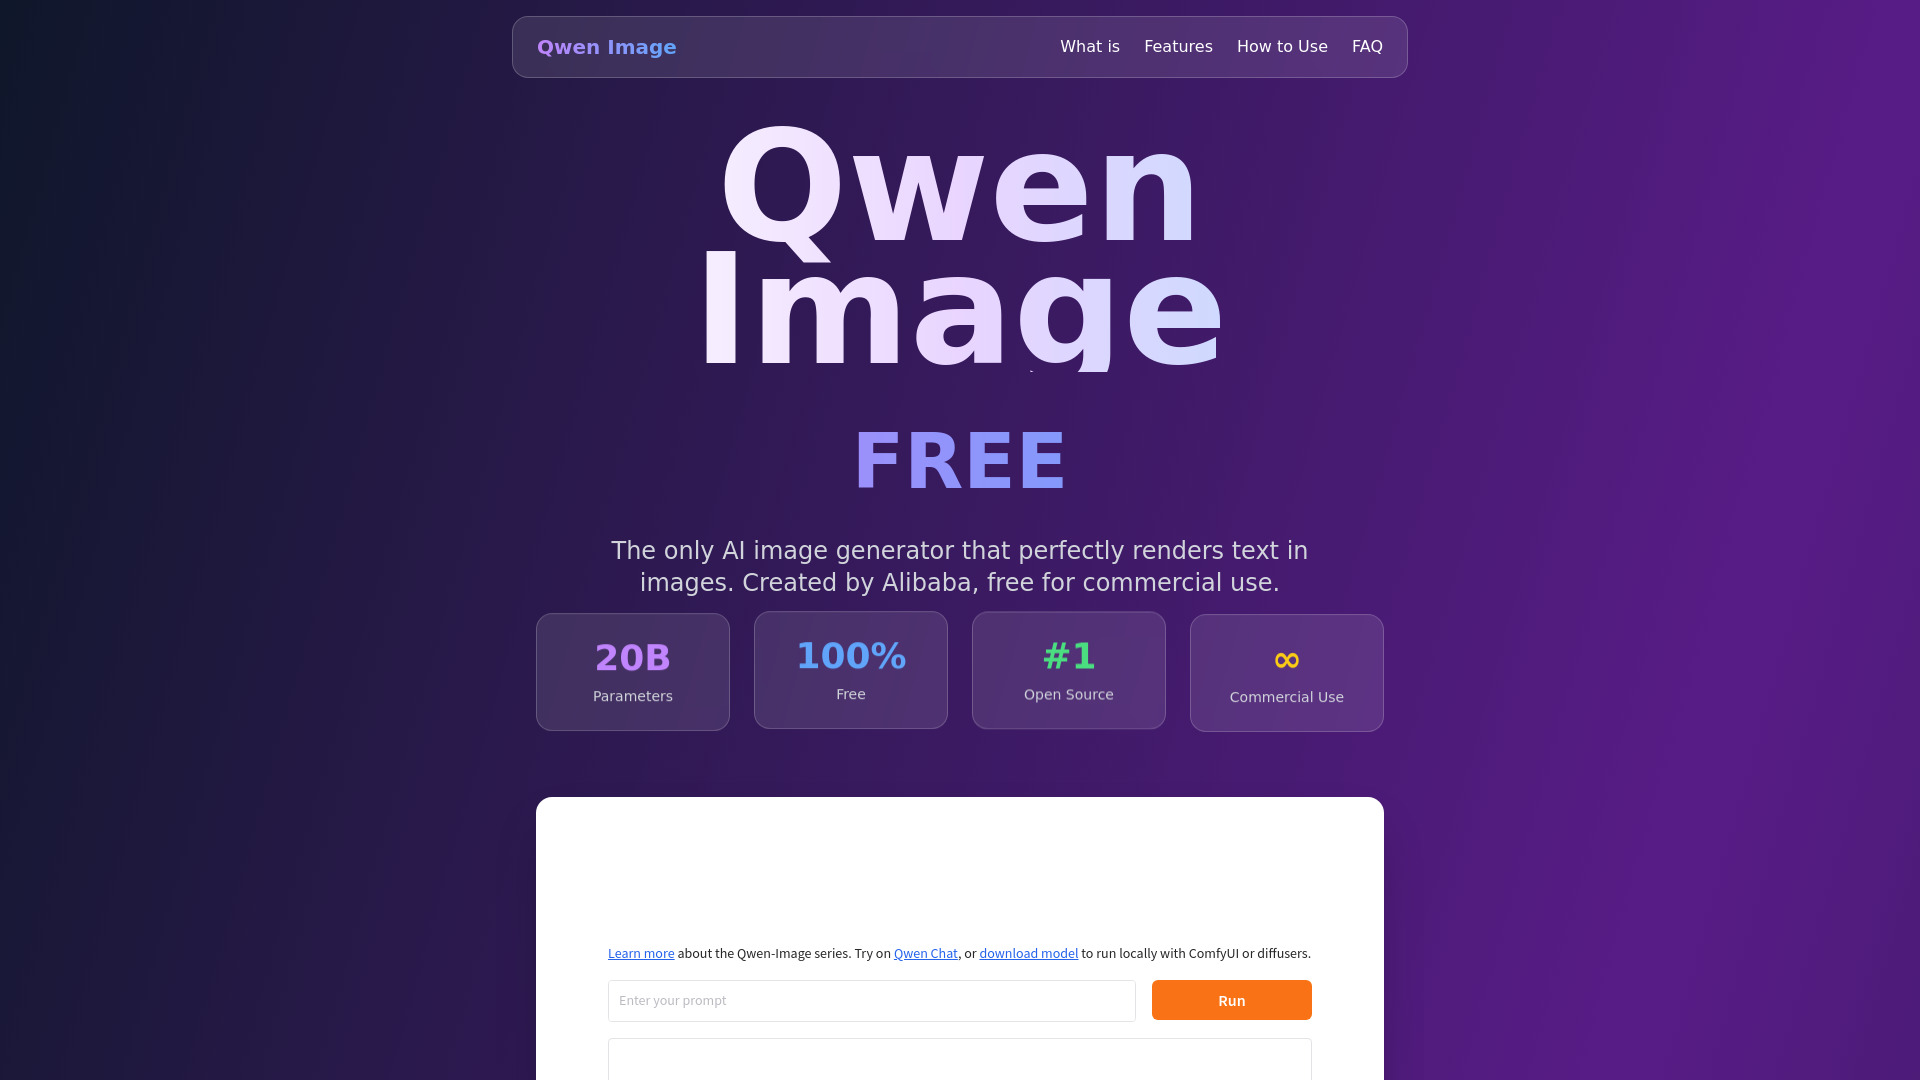 Qwen Image
What is
Features
How to Use
FAQ
Qwen
Image
FREE
The only AI image generator that perfectly renders text in
images. Created by Alibaba, free for commercial use.
20B
Parameters
100%
Free
#1
Open Source
∞
Commercial Use
Learn more about the Qwen-Image series. Try on Qwen Chat, or download model to run locally with ComfyUI or diffusers.
Enter your prompt
Run